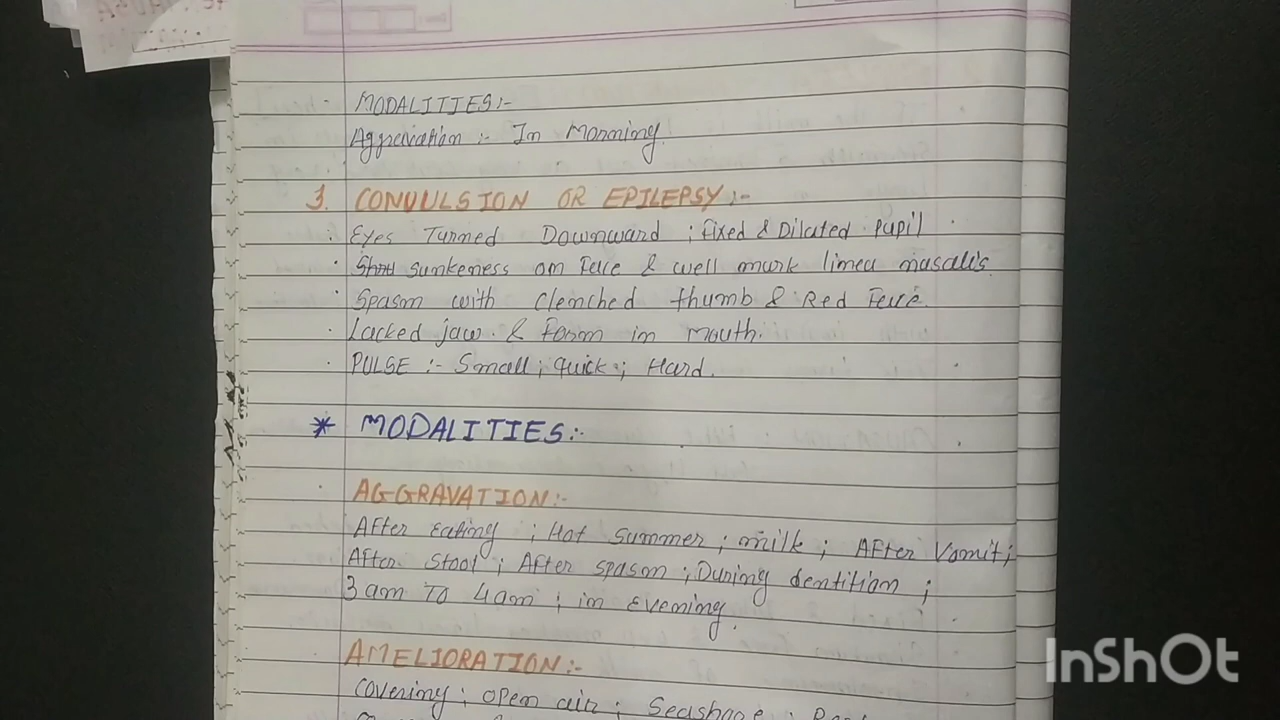 MODALITIES:-
Aggravation :- In Morning.
3. CONVULSION OR EPILEPSY :-
· Eyes Turned Downward ; fixed & Dilated pupil
· sunkeness on Face & well mark linea nasalis.
· Spasm with clenched thumb & Red Face.
· Locked jaw. & Foam in mouth.
· PULSE :- Small ; quick ; Hard.
* MODALITIES:-
AGGRAVATION:-
After Eating ; Hot summer ; milk ; AFter Vomit ;
After stool ; After spasm ; During dentition ;
3 am To 4am ; in Evening.
AMELIORATION:-
covering ; open air ; Seashore ;
InShOt